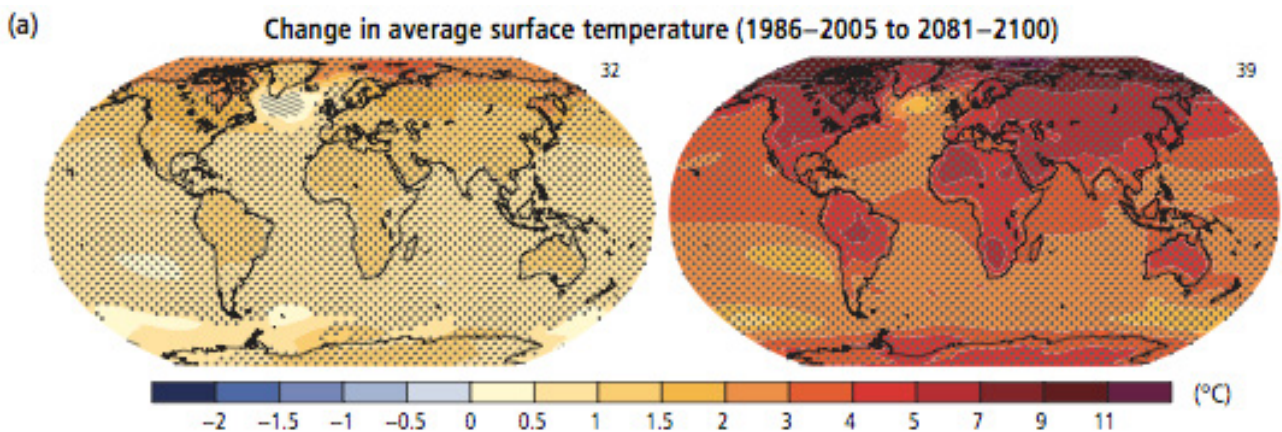 (a)
Change in average surface temperature (1986–2005 to 2081–2100)
32
39
−2 −1.5 −1 −0.5 0 0.5 1 1.5 2 3 4 5 7 9 11
(°C)